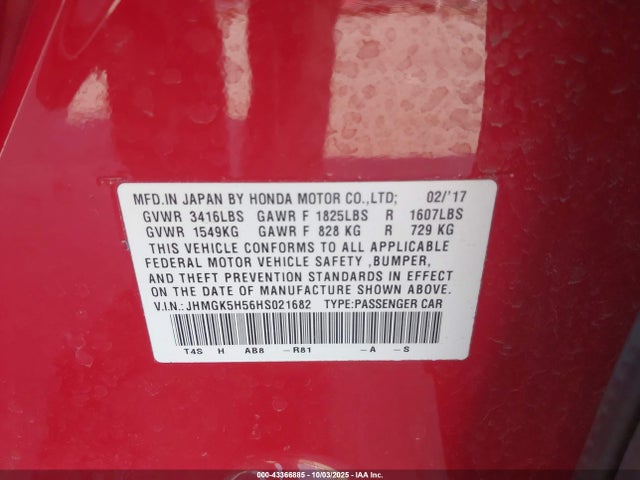 MFD.IN JAPAN BY HONDA MOTOR CO.,LTD; 02/'17
GVWR 3416LBS GAWR F 1825LBS R 1607LBS
GVWR 1549KG GAWR F 828 KG R 729 KG
THIS VEHICLE CONFORMS TO ALL APPLICABLE
FEDERAL MOTOR VEHICLE SAFETY ,BUMPER,
AND THEFT PREVENTION STANDARDS IN EFFECT
ON THE DATE OF MANUFACTURE SHOWN ABOVE.
V.I.N.:JHMGK5H56HS021682 TYPE:PASSENGER CAR
T4S H AB8 -R81 -A -S
000-43366885 - 10/03/2025 - IAA Inc.